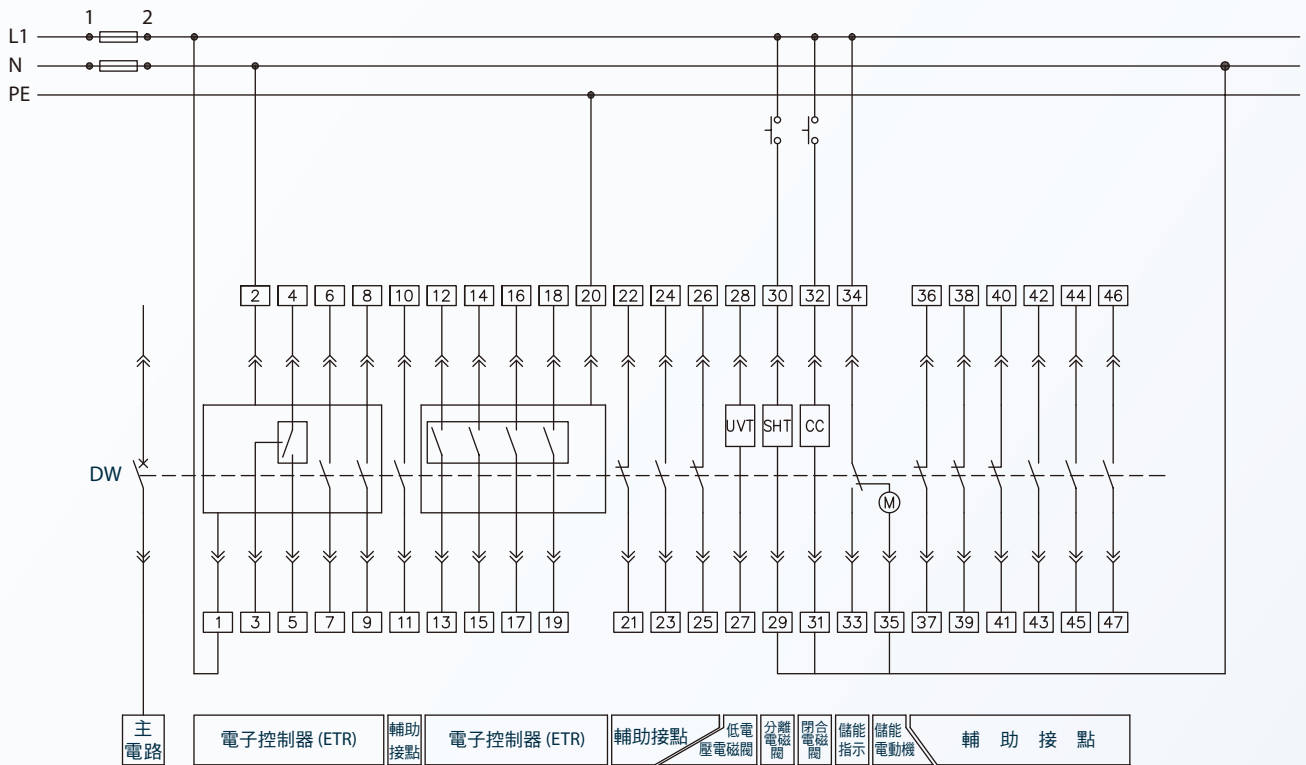 1 2
L1
N
PE
2 4 6 8 10 12 14 16 18 20 22 24 26 28 30 32 34 36 38 40 42 44 46
UVT SHT CC
DW
M
1 3 5 7 9 11 13 15 17 19 21 23 25 27 29 31 33 35 37 39 41 43 45 47
主
電路
電子控制器 (ETR)
輔助
接點
電子控制器 (ETR)
輔助接點
低電
壓電磁閥
分離
電磁
閥
閉合
電磁
閥
儲能
指示
儲能
電動機
輔 助 接 點